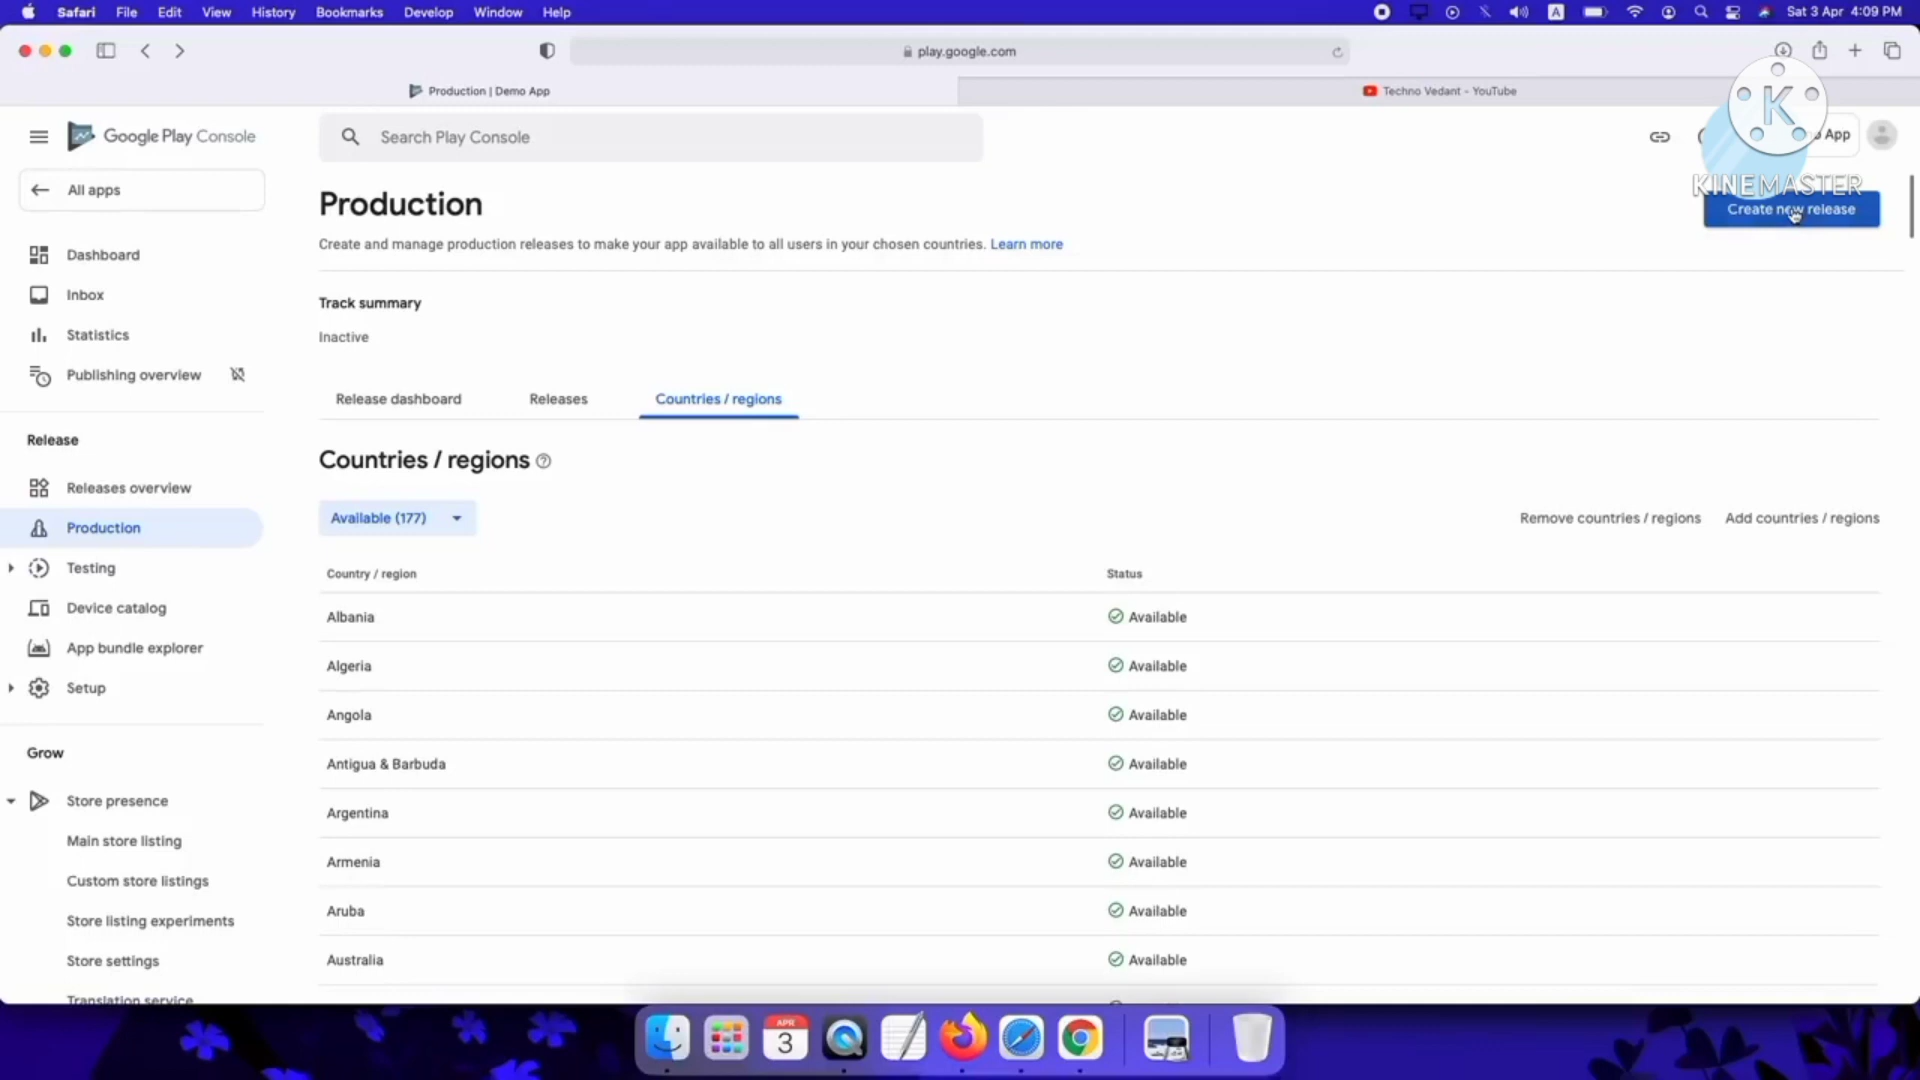 Safari File Edit View History Bookmarks Develop Window Help
A Sat 3 Apr 4:09 PM
play.google.com
Production | Demo App
Techno Vedant - YouTube
Google Play Console
Search Play Console
App
K
KINEMASTER
All apps
Production
Create new release
Create and manage production releases to make your app available to all users in your chosen countries. Learn more
Dashboard
Inbox
Statistics
Publishing overview
Track summary
Inactive
Release dashboard Releases Countries / regions
Release
Releases overview
Production
Testing
Device catalog
App bundle explorer
Setup
Grow
Store presence
Main store listing
Custom store listings
Store listing experiments
Store settings
Translation service
Countries / regions
Available (177)
Remove countries / regions Add countries / regions
Country / region Status
Albania Available
Algeria Available
Angola Available
Antigua & Barbuda Available
Argentina Available
Armenia Available
Aruba Available
Australia Available
APR
3